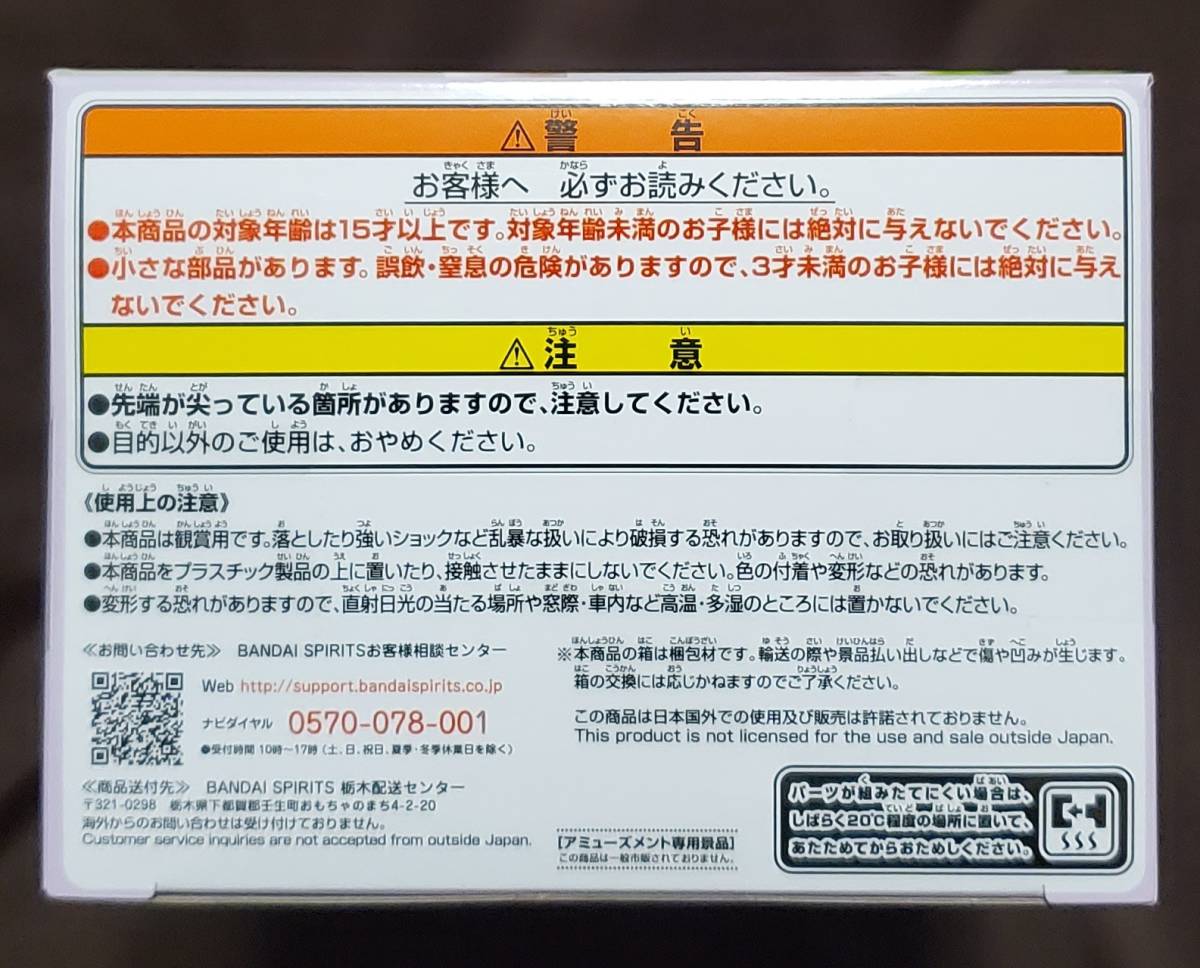 ⚠警告
お客様へ 必ずお読みください。
●本商品の対象年齢は15才以上です。対象年齢未満のお子様には絶対に与えないでください。
●小さな部品があります。誤飲・窒息の危険がありますので、3才未満のお子様には絶対に与え
ないでください。
⚠注意
●先端が尖っている箇所がありますので、注意してください。
●目的以外のご使用は、おやめください。
《使用上の注意》
●本商品は観賞用です。落としたり強いショックなど乱暴な扱いにより破損する恐れがありますので、お取り扱いにはご注意ください。
●本商品をプラスチック製品の上に置いたり、接触させたままにしないでください。色の付着や変形などの恐れがあります。
●変形する恐れがありますので、直射日光の当たる場所や窓際・車内など高温・多湿のところには置かないでください。
≪お問い合わせ先≫ BANDAI SPIRITSお客様相談センター
Web http://support.bandaispirits.co.jp
ナビダイヤル 0570-078-001
●受付時間 10時〜17時(土、日、祝日、夏季・冬季休業日を除く)
≪商品送付先≫ BANDAI SPIRITS 栃木配送センター
〒321-0298 栃木県下都賀郡壬生町おもちゃのまち4-2-20
海外からのお問い合わせは受け付けておりません。
Customer service inquiries are not accepted from outside Japan.
※本商品の箱は梱包材です。輸送の際や景品払い出しなどで傷や凹みが生じます。
箱の交換には応じかねますのでご了承ください。
この商品は日本国外での使用及び販売は許諾されておりません。
This product is not licensed for the use and sale outside Japan.
[アミューズメント専用景品]
この商品は一般市販されておりません。
パーツが組みたてにくい場合は、
しばらく20℃程度の場所に置いて、
あたためてからおためしください。